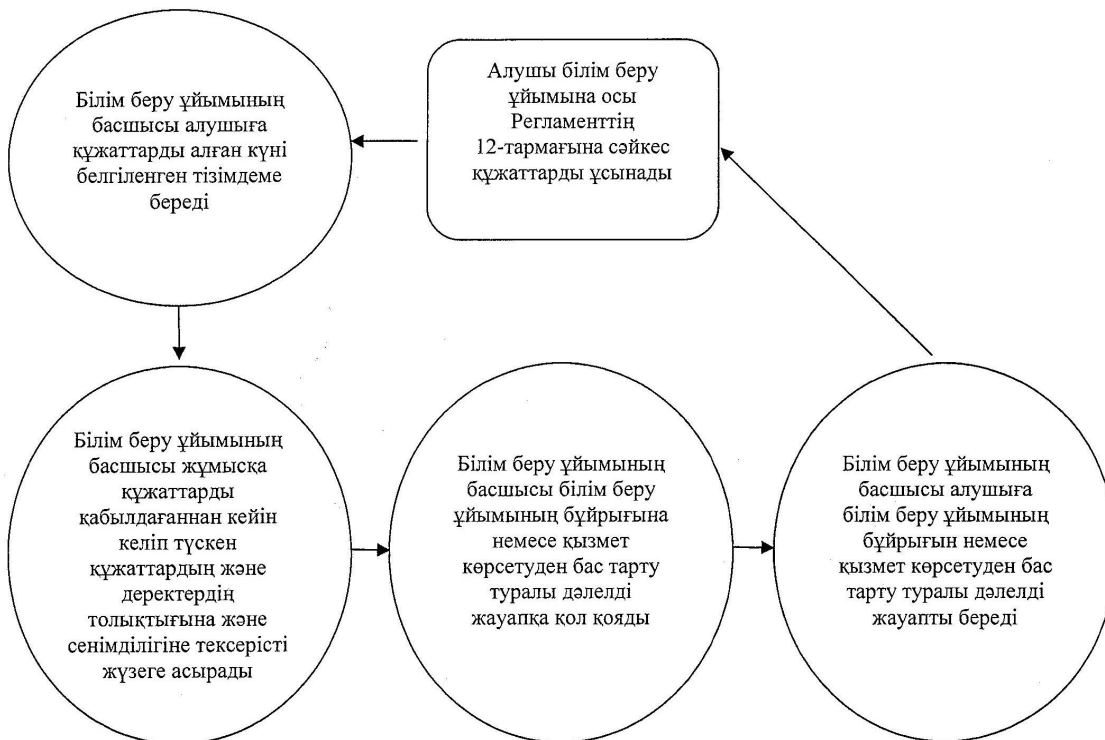 Алушы білім беру
ұйымына осы
Регламенттің
12-тармағына сәйкес
құжаттарды ұсынады
Білім беру ұйымының
басшысы алушыға
құжаттарды алған күні
белгіленген тізімдеме
береді
Білім беру ұйымының
басшысы жұмысқа
құжаттарды
қабылдағаннан кейін
келіп түскен
құжаттардың және
деректердің
толықтығына және
сенімділігіне тексерісті
жүзеге асырады
Білім беру ұйымының
басшысы білім беру
ұйымының бұйрығына
немесе қызмет
көрсетуден бас тарту
туралы дәлелді
жауапқа қол қояды
Білім беру ұйымының
басшысы алушыға
білім беру ұйымының
бұйрығын немесе
қызмет көрсетуден бас
тарту туралы дәлелді
жауапты береді